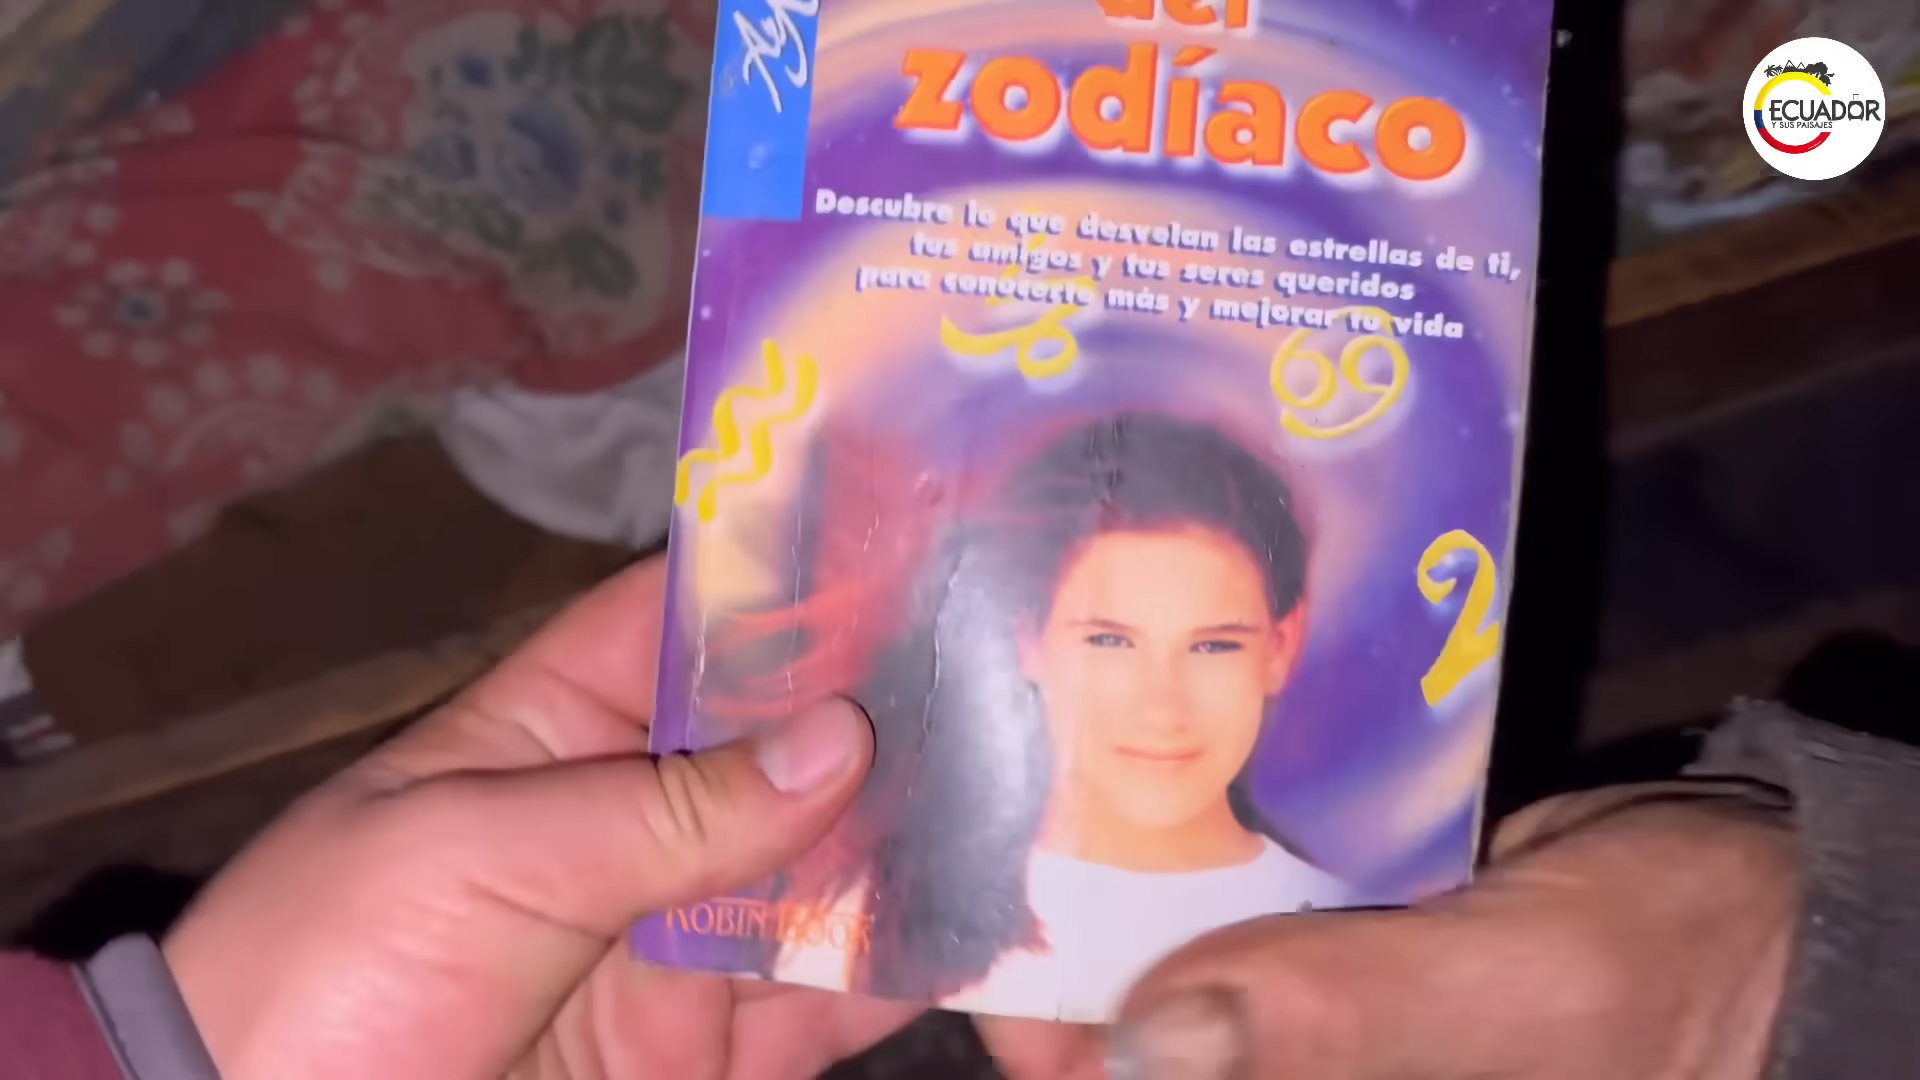 del
zodíaco
Descubre lo que desvelan las estrellas de ti,
tus amigos y tus seres queridos
para conocerte más y mejorar tu vida
ROBIN BOOK
ECUADOR
Y SUS PAISAJES